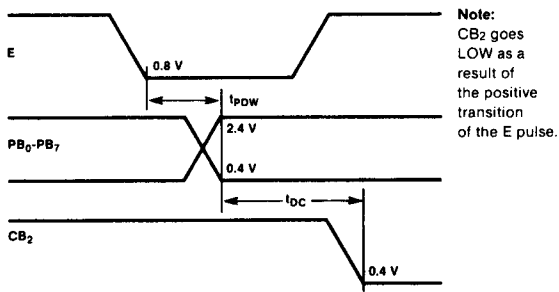 E
0.8 V
tPDW
PB0-PB7
2.4 V
0.4 V
tDC
CB2
0.4 V
Note:
CB2 goes
LOW as a
result of
the positive
transition
of the E pulse.